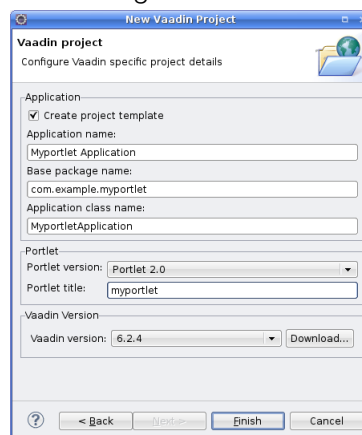 New Vaadin Project
Vaadin project
Configure Vaadin specific project details
Application
Create project template
Application name:
Myportlet Application
Base package name:
com.example.myportlet
Application class name:
MyportletApplication
Portlet
Portlet version: Portlet 2.0
Portlet title: myportlet
Vaadin Version
Vaadin version: 6.2.4 Download...
? < Back Next > Finish Cancel